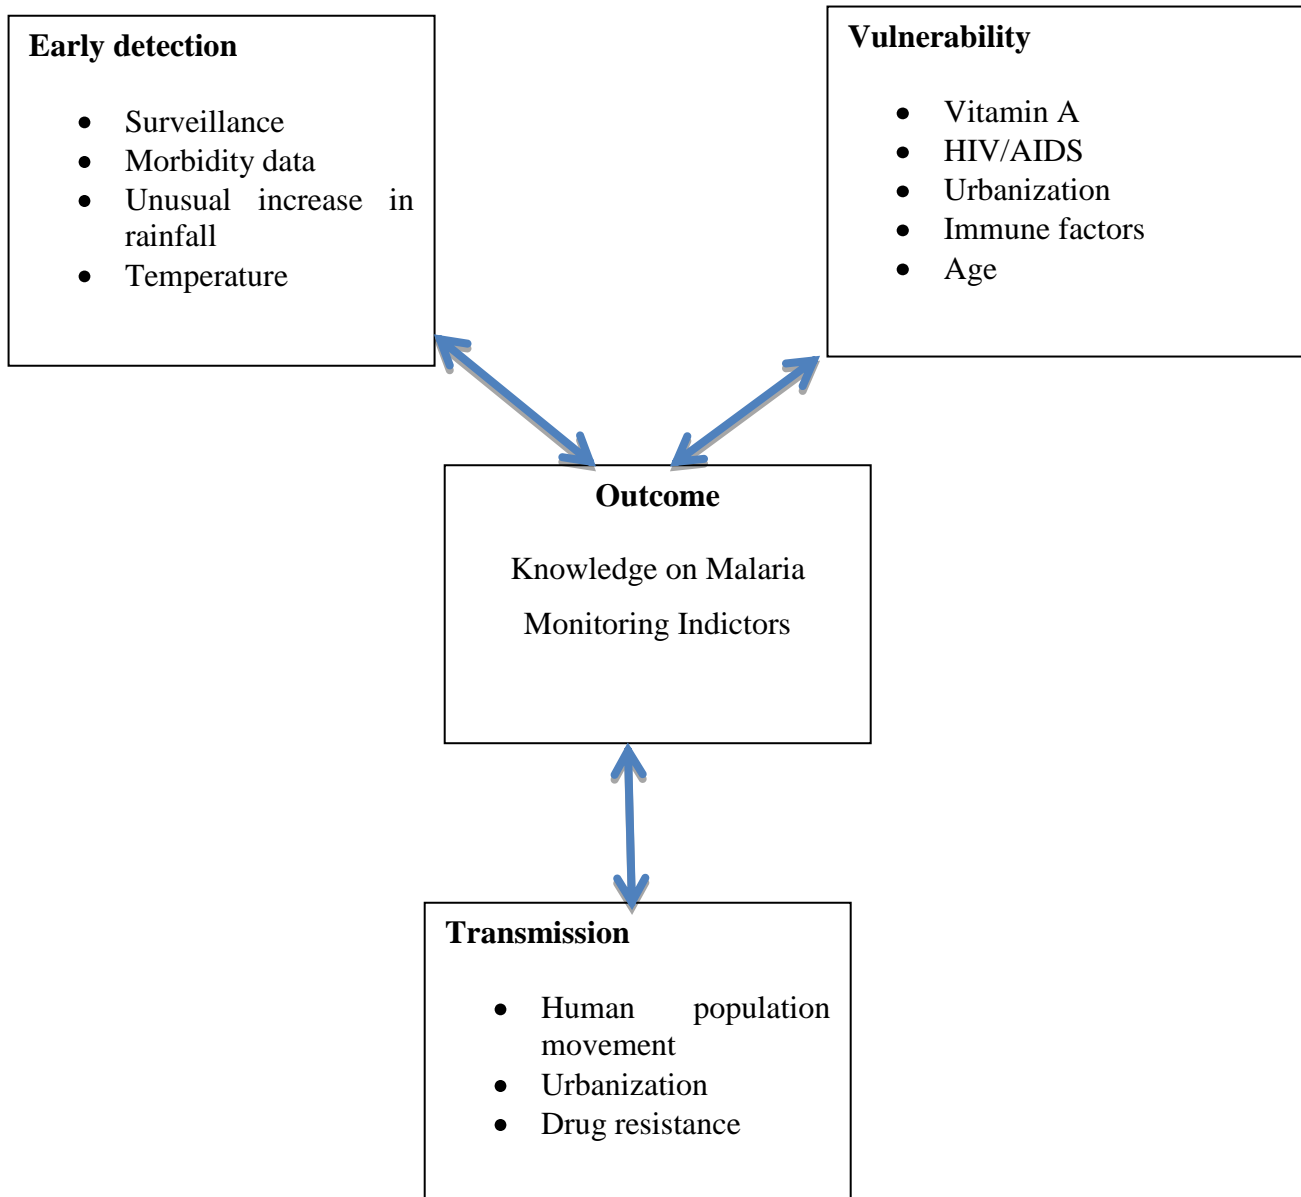 Early detection
• Surveillance
• Morbidity data
• Unusual increase in
rainfall
• Temperature
Vulnerability
• Vitamin A
• HIV/AIDS
• Urbanization
• Immune factors
• Age
Outcome
Knowledge on Malaria
Monitoring Indictors
Transmission
• Human population
movement
• Urbanization
• Drug resistance